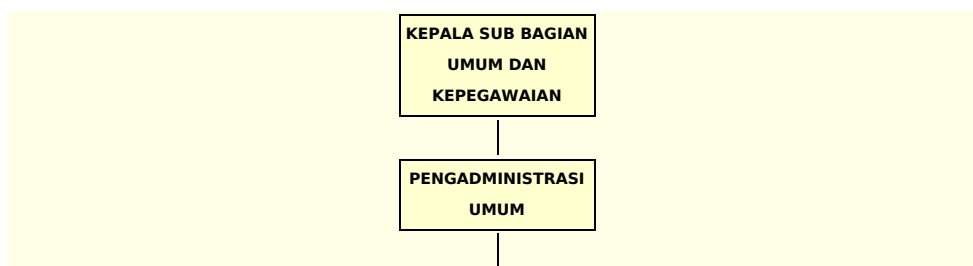 KEPALA SUB BAGIAN
UMUM DAN
KEPEGAWAIAN
PENGADMINISTRASI
UMUM